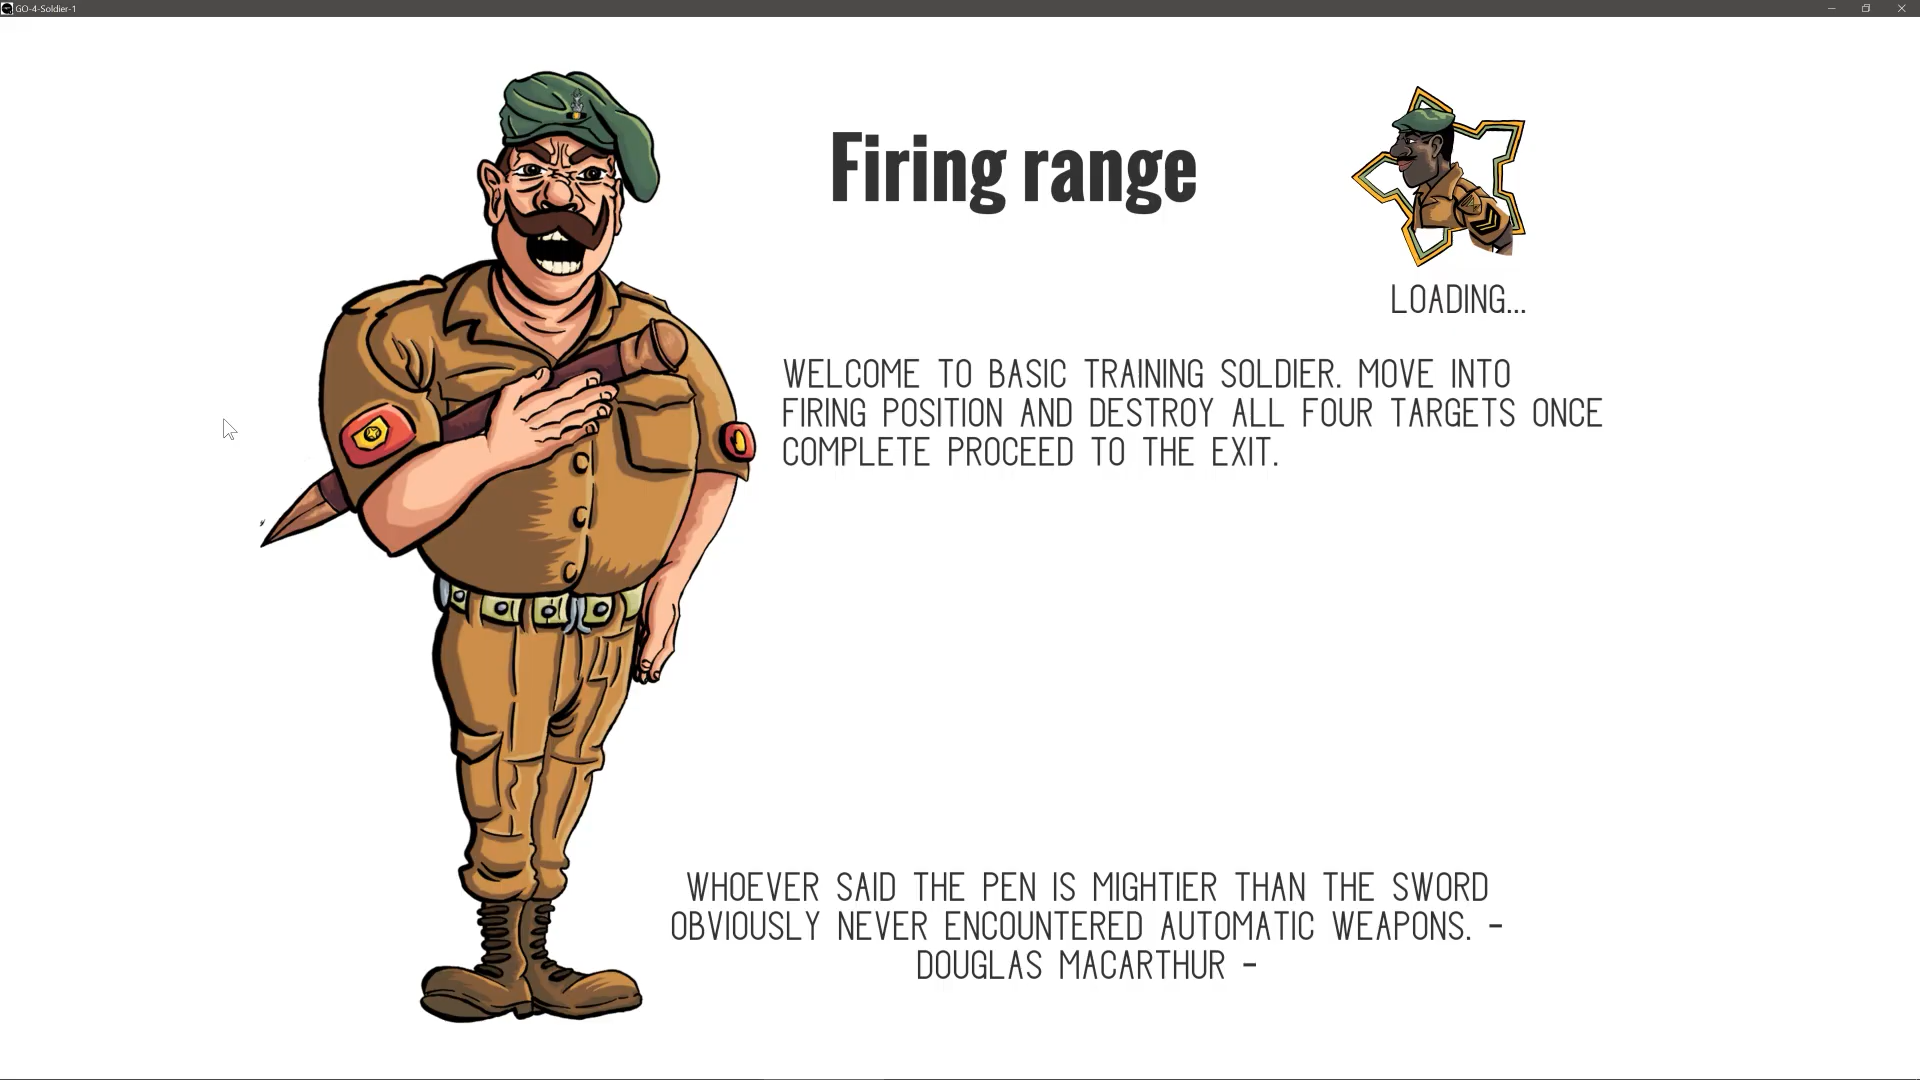 GO-4-Soldier-1
Firing range
LOADING...
WELCOME TO BASIC TRAINING SOLDIER. MOVE INTO
FIRING POSITION AND DESTROY ALL FOUR TARGETS ONCE
COMPLETE PROCEED TO THE EXIT.
WHOEVER SAID THE PEN IS MIGHTIER THAN THE SWORD
OBVIOUSLY NEVER ENCOUNTERED AUTOMATIC WEAPONS. -
DOUGLAS MACARTHUR -